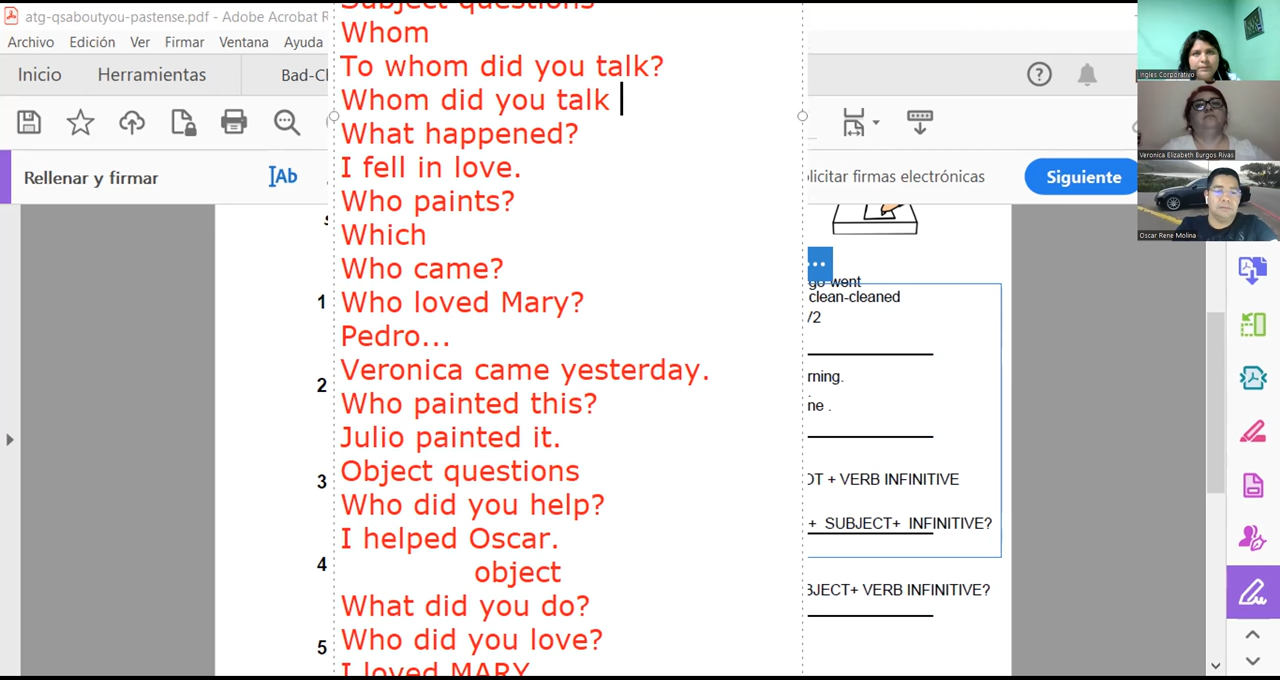 atg-qsaboutyou-pastense.pdf - Adobe Acrobat R
Archivo Edición Ver Firmar Ventana Ayuda
Inicio Herramientas Bad-Cl
Rellenar y firmar
olicitar firmas electrónicas
Siguiente
Subject questions
Whom
To whom did you talk?
Whom did you talk
What happened?
I fell in love.
Who paints?
Which
Who came?
Who loved Mary?
Pedro...
Veronica came yesterday.
Who painted this?
Julio painted it.
Object questions
Who did you help?
I helped Oscar.
object
What did you do?
Who did you love?
I loved MARY
1
2
3
4
5
go went
clean-cleaned
/2
rning.
ne .
OT + VERB INFINITIVE
+ SUBJECT+ INFINITIVE?
BJECT+ VERB INFINITIVE?
Ingles Corporativo
Veronica Elizabeth Burgos Rivas
Oscar Rene Molina